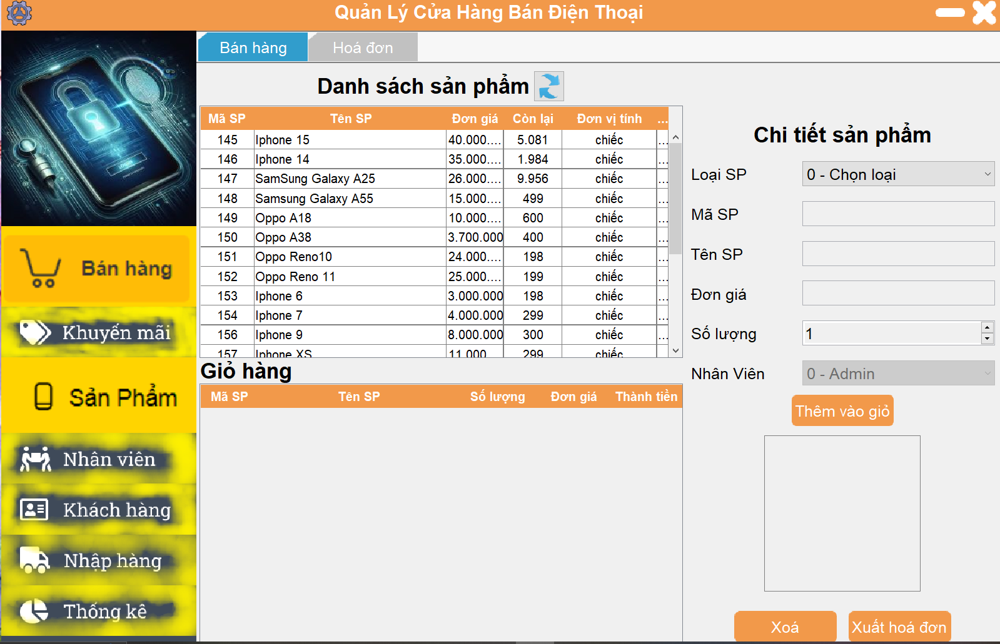 Quản Lý Cửa Hàng Bán Điện Thoại
Bán hàng
Hoá đơn
Danh sách sản phẩm
Mã SP Tên SP Đơn giá Còn lại Đơn vị tính ...
145 Iphone 15 40.000.... 5.081 chiếc ...
146 Iphone 14 35.000.... 1.984 chiếc ...
147 SamSung Galaxy A25 26.000.... 9.956 chiếc ...
148 Samsung Galaxy A55 15.000.... 499 chiếc ...
149 Oppo A18 10.000.... 600 chiếc ...
150 Oppo A38 3.700.000 400 chiếc ...
151 Oppo Reno10 24.000.... 198 chiếc ...
152 Oppo Reno 11 25.000.... 199 chiếc ...
153 Iphone 6 3.000.000 198 chiếc ...
154 Iphone 7 4.000.000 299 chiếc ...
156 Iphone 9 8.000.000 300 chiếc ...
157 Iphone XS 11.000.... 299 chiếc ...
Giỏ hàng
Mã SP Tên SP Số lượng Đơn giá Thành tiền
Chi tiết sản phẩm
Loại SP 0 - Chọn loại
Mã SP
Tên SP
Đơn giá
Số lượng 1
Nhân Viên 0 - Admin
Thêm vào giỏ
Xoá
Xuất hoá đơn
Bán hàng
Khuyến mãi
Sản Phẩm
Nhân viên
Khách hàng
Nhập hàng
Thống kê